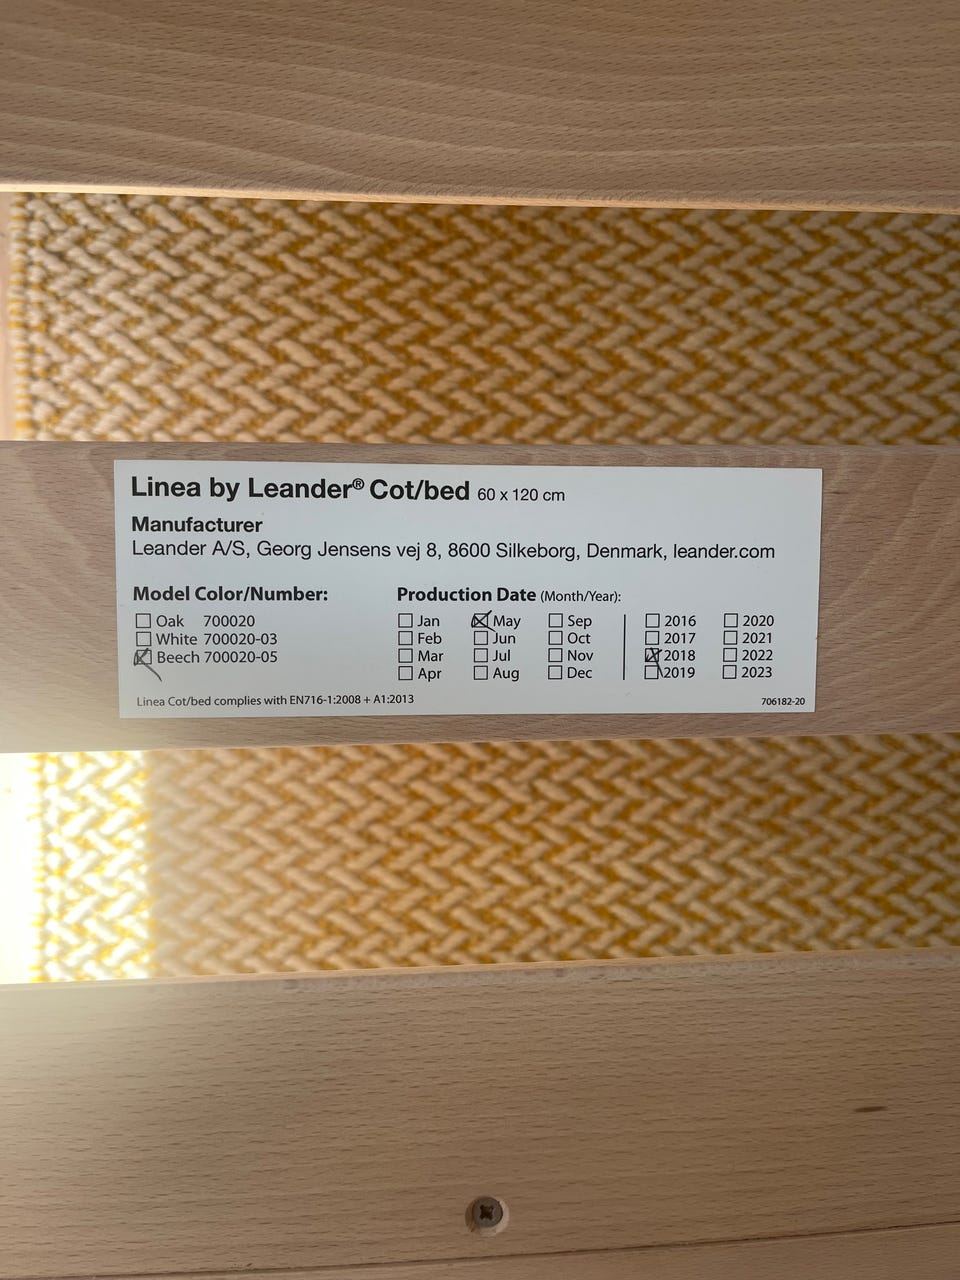 Linea by Leander® Cot/bed 60 x 120 cm
Manufacturer
Leander A/S, Georg Jensens vej 8, 8600 Silkeborg, Denmark, leander.com
Model Color/Number:
☐ Oak 700020
☐ White 700020-03
☒ Beech 700020-05
Production Date (Month/Year):
☐ Jan ☒ May ☐ Sep ☐ 2016 ☐ 2020
☐ Feb ☐ Jun ☐ Oct ☐ 2017 ☐ 2021
☐ Mar ☐ Jul ☐ Nov ☒ 2018 ☐ 2022
☐ Apr ☐ Aug ☐ Dec ☐ 2019 ☐ 2023
Linea Cot/bed complies with EN716-1:2008 + A1:2013
706182-20